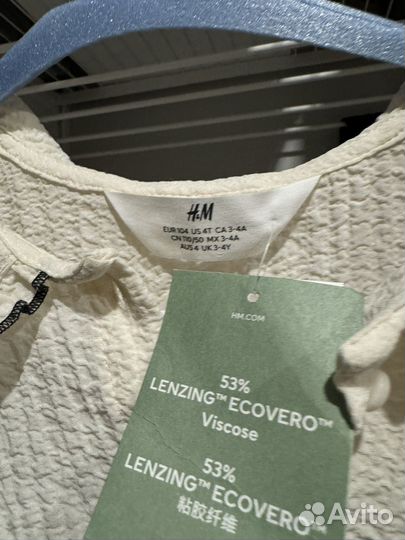 H&M
EUR 104 US 4T CA 3-4A
CN 110/50 MX 3-4A
AUS 4 UK 3-4Y
HM.COM
53%
LENZING™ ECOVERO™
Viscose
53%
LENZING™ ECOVERO™
粘胶纤维
Avito